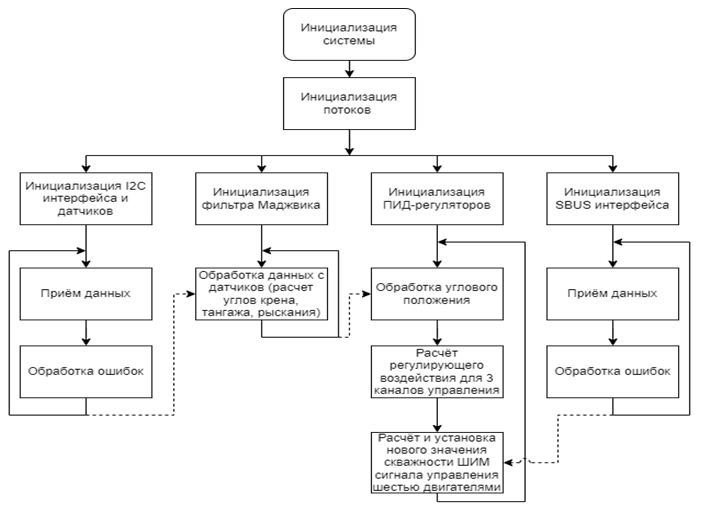 Инициализация
системы
Инициализация
потоков
Инициализация I2C
интерфейса и
датчиков
Инициализация
фильтра Маджвика
Инициализация
ПИД-регуляторов
Инициализация
SBUS интерфейса
Приём данных
Обработка данных с
датчиков (расчет
углов крена,
тангажа, рыскания)
Обработка углового
положения
Приём данных
Обработка ошибок
Расчёт
регулирующего
воздействия для 3
каналов управления
Обработка ошибок
Расчёт и установка
нового значения
скважности ШИМ
сигнала управления
шестью двигателями